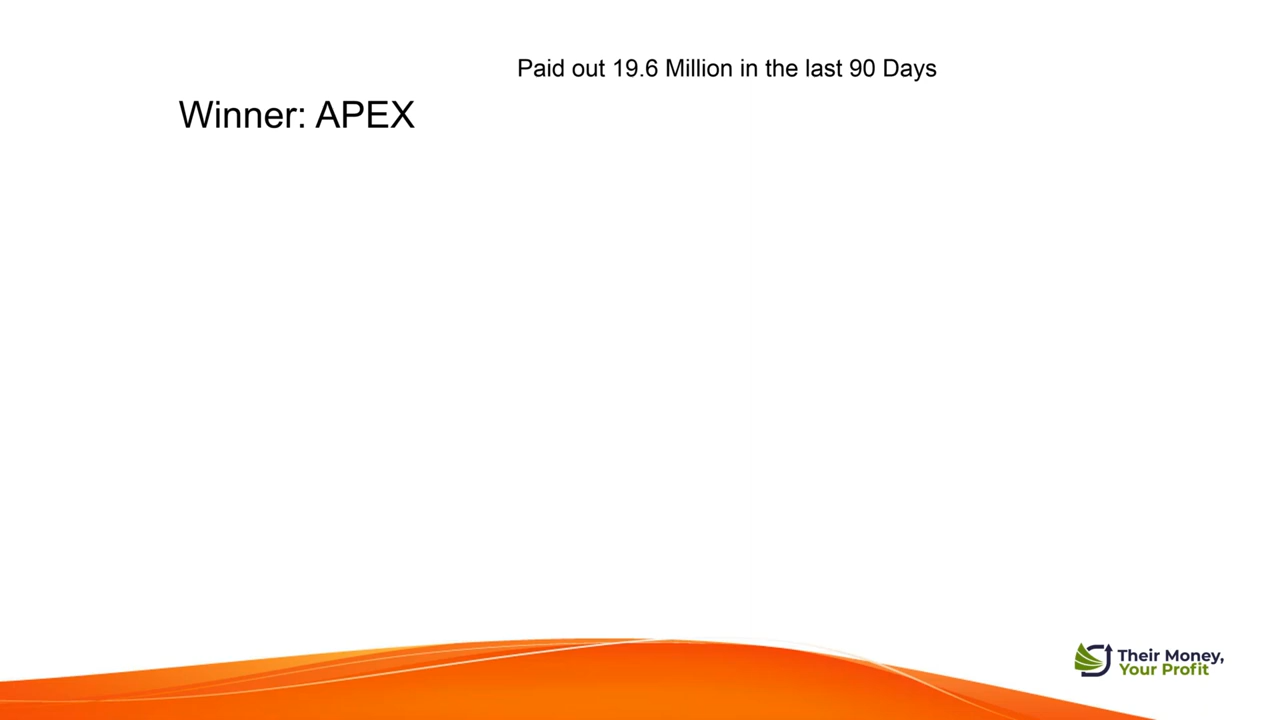 Paid out 19.6 Million in the last 90 Days
Winner: APEX
Their Money,
Your Profit